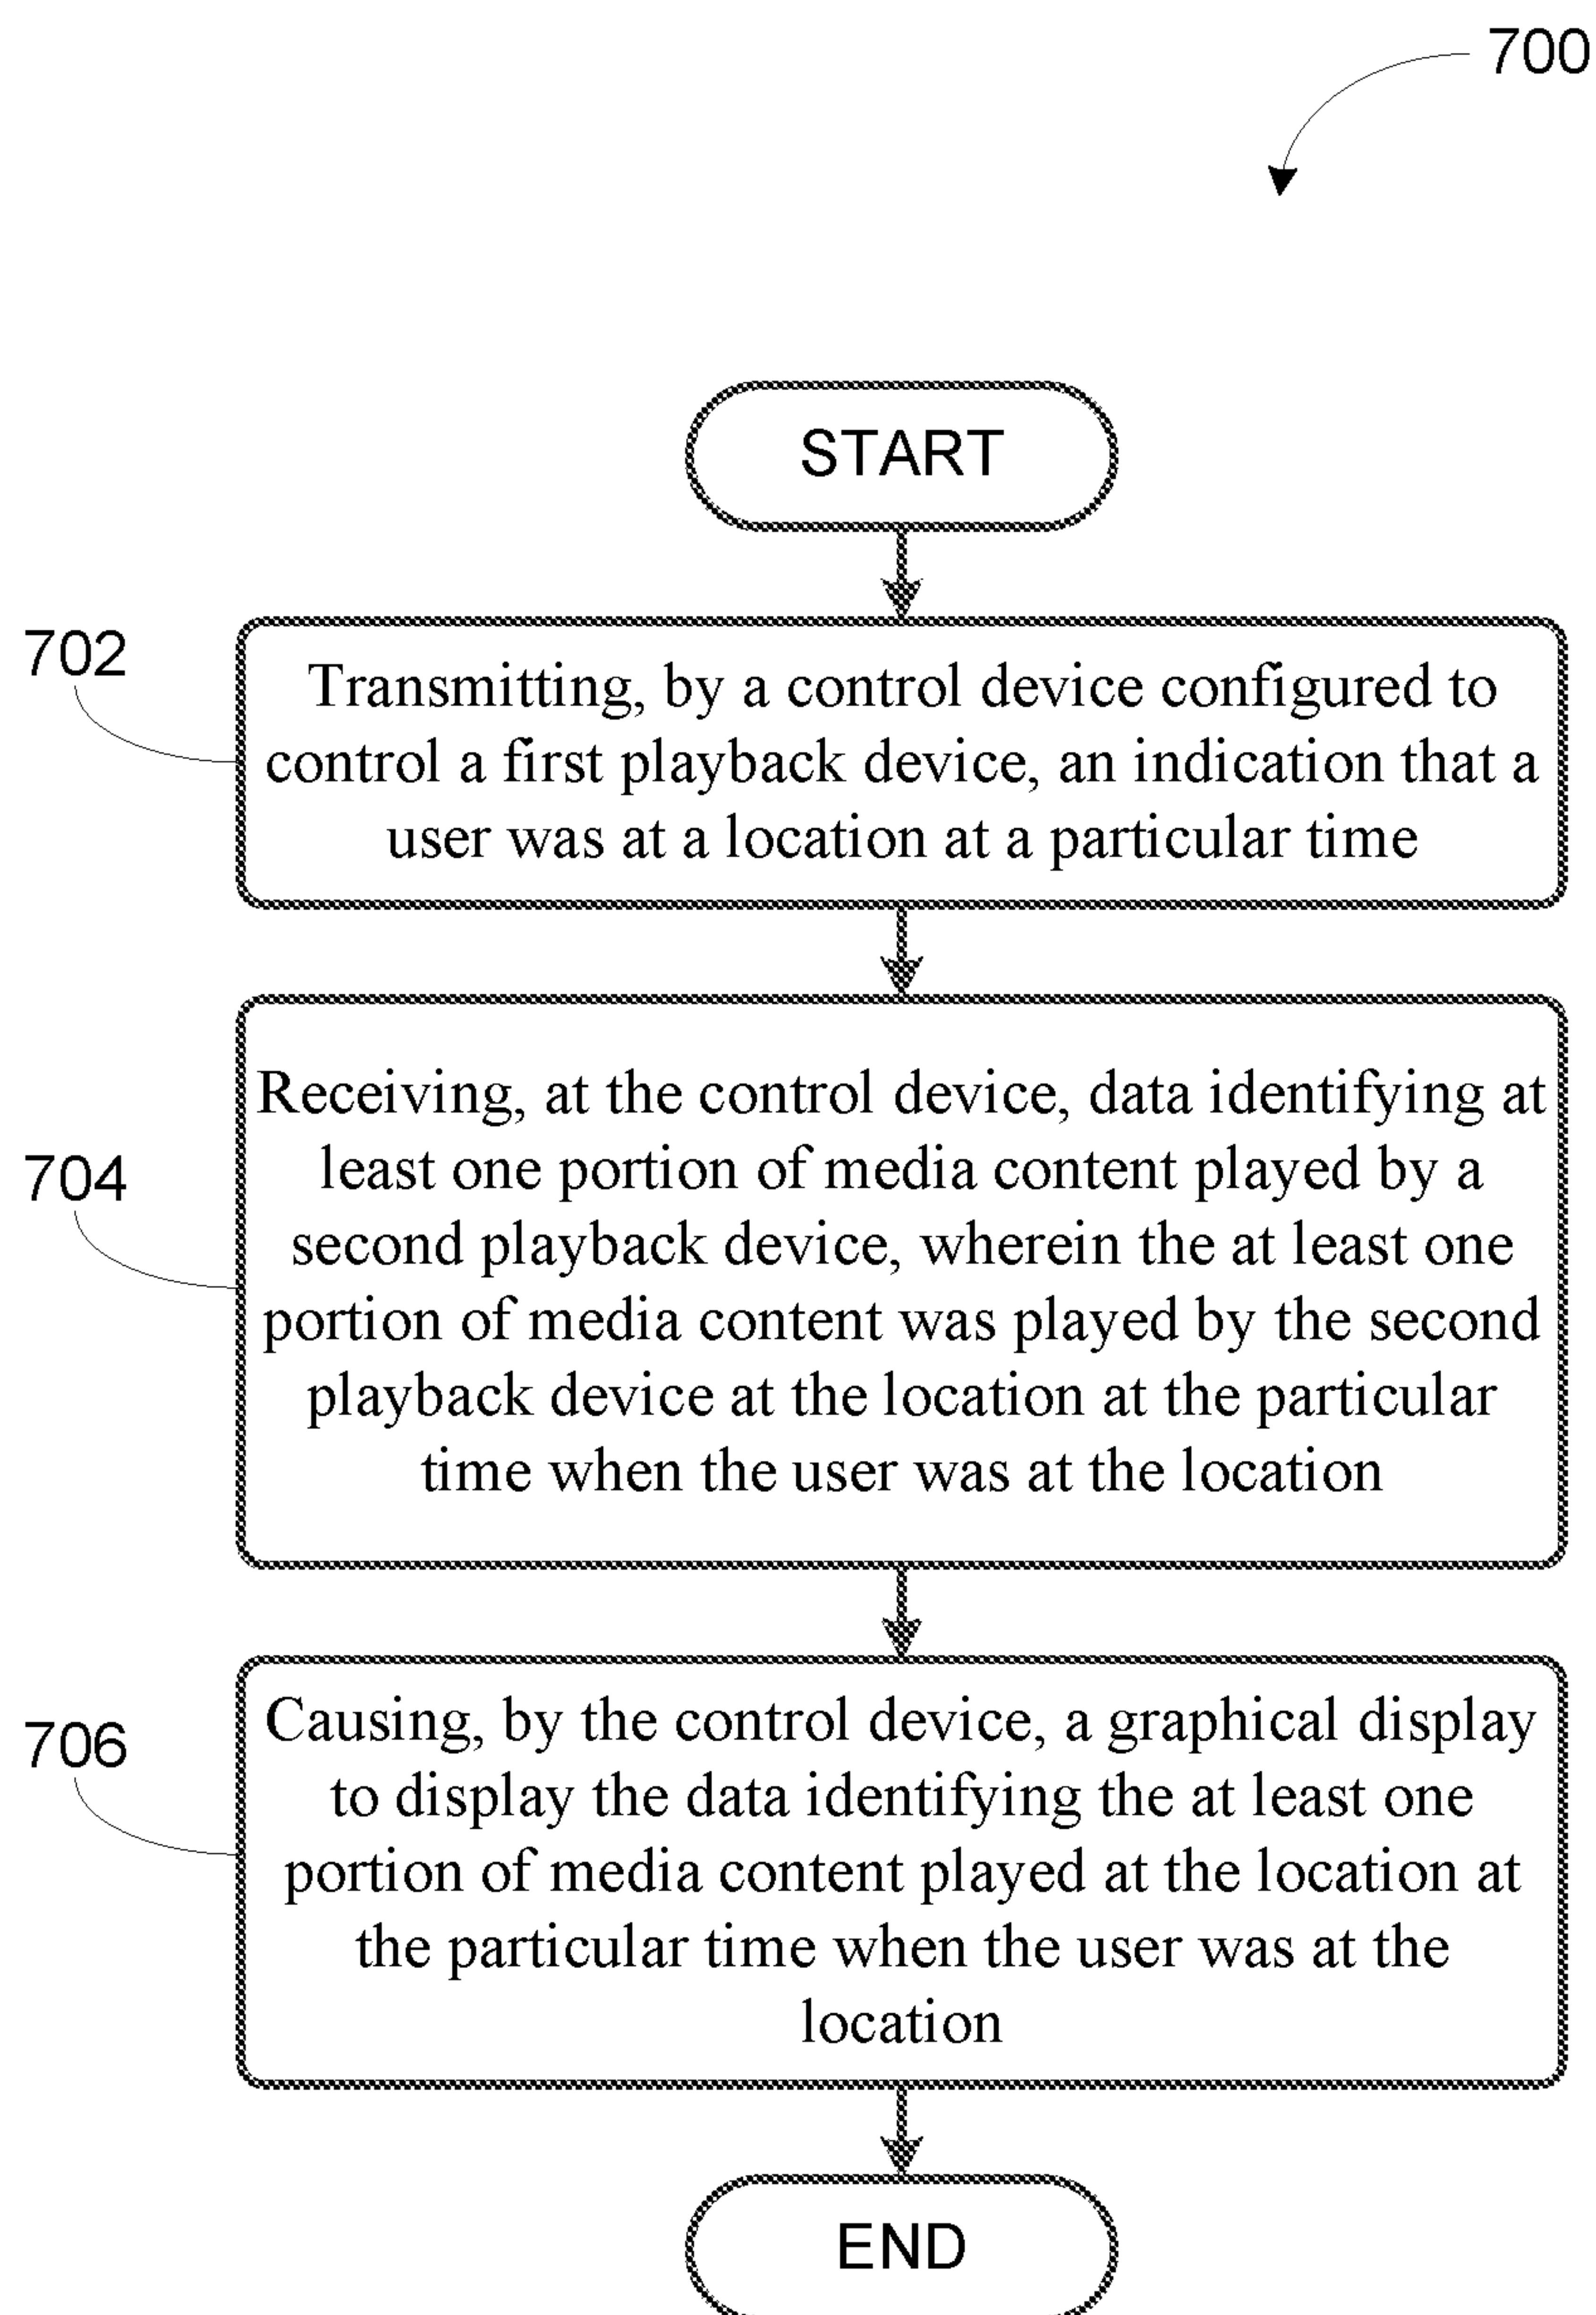 700
START
702
Transmitting, by a control device configured to
control a first playback device, an indication that a
user was at a location at a particular time
704
Receiving, at the control device, data identifying at
least one portion of media content played by a
second playback device, wherein the at least one
portion of media content was played by the second
playback device at the location at the particular
time when the user was at the location
706
Causing, by the control device, a graphical display
to display the data identifying the at least one
portion of media content played at the location at
the particular time when the user was at the
location
END